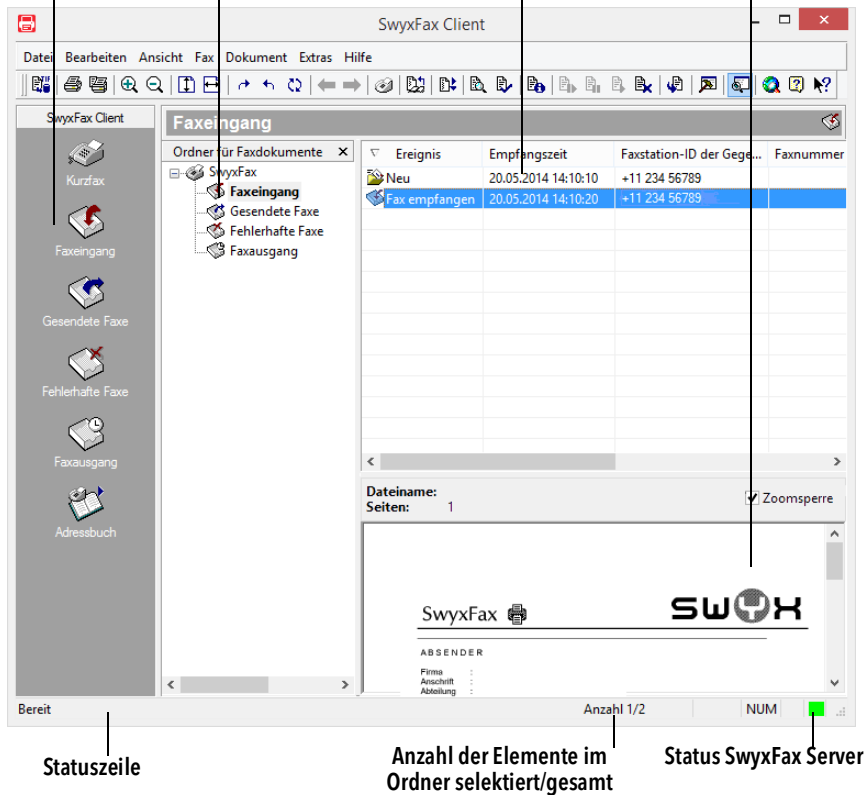 SwyxFax Client
Datei Bearbeiten Ansicht Fax Dokument Extras Hilfe
SwyxFax Client
Kurzfax
Faxeingang
Gesendete Faxe
Fehlerhafte Faxe
Faxausgang
Adressbuch
Faxeingang
Ordner für Faxdokumente
SwyxFax
Faxeingang
Gesendete Faxe
Fehlerhafte Faxe
Faxausgang
Ereignis Empfangszeit Faxstation-ID der Gege... Faxnummer
Neu 20.05.2014 14:10:10 +11 234 56789
Fax empfangen 20.05.2014 14:10:20 +11 234 56789
Dateiname:
Seiten: 1
Zoomsperre
SwyxFax
swyx
ABSENDER
Firma :
Anschrift :
Abteilung :
Bereit
Anzahl 1/2
NUM
Statuszeile
Anzahl der Elemente im
Ordner selektiert/gesamt
Status SwyxFax Server